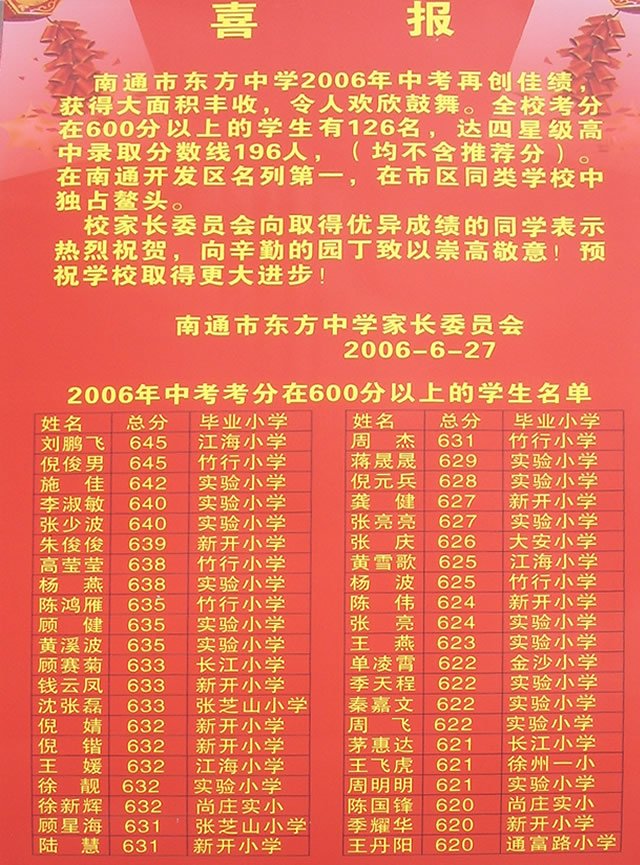 喜 报
南通市东方中学2006年中考再创佳绩，
获得大面积丰收，令人欢欣鼓舞。全校考分
在600分以上的学生有126名，达四星级高
中录取分数线196人，（均不含推荐分）。
在南通开发区名列第一，在市区同类学校中
独占鳌头。
校家长委员会向取得优异成绩的同学表示
热烈祝贺，向辛勤的园丁致以崇高敬意！预
祝学校取得更大进步！
南通市东方中学家长委员会
2006-6-27
2006年中考考分在600分以上的学生名单
姓名 总分 毕业小学
刘鹏飞 645 江海小学
倪俊男 645 竹行小学
施佳 642 实验小学
李淑敏 640 实验小学
张少波 640 实验小学
朱俊俊 639 新开小学
高莹莹 638 竹行小学
杨燕 638 实验小学
陈鸿雁 635 竹行小学
顾健 635 实验小学
黄溪波 635 实验小学
顾赛菊 633 长江小学
钱云凤 633 新开小学
沈张磊 633 张芝山小学
倪婧 632 新开小学
倪锴 632 新开小学
王媛 632 江海小学
徐靓 632 实验小学
徐新辉 632 尚庄实小
顾星海 631 张芝山小学
陆慧 631 新开小学
姓名 总分 毕业小学
周杰 631 竹行小学
蒋晟晟 629 实验小学
倪元兵 628 实验小学
龚健 627 新开小学
张亮亮 627 实验小学
张庆 626 大安小学
黄雪歌 625 江海小学
杨波 625 竹行小学
陈伟 624 新开小学
张亮 624 实验小学
王燕 623 实验小学
单凌霄 622 金沙小学
季天程 622 实验小学
秦嘉文 622 实验小学
周飞 622 实验小学
茅惠达 621 长江小学
王飞虎 621 徐州一小
周明明 621 实验小学
陈国锋 620 尚庄实小
季耀华 620 新开小学
王丹阳 620 通富路小学